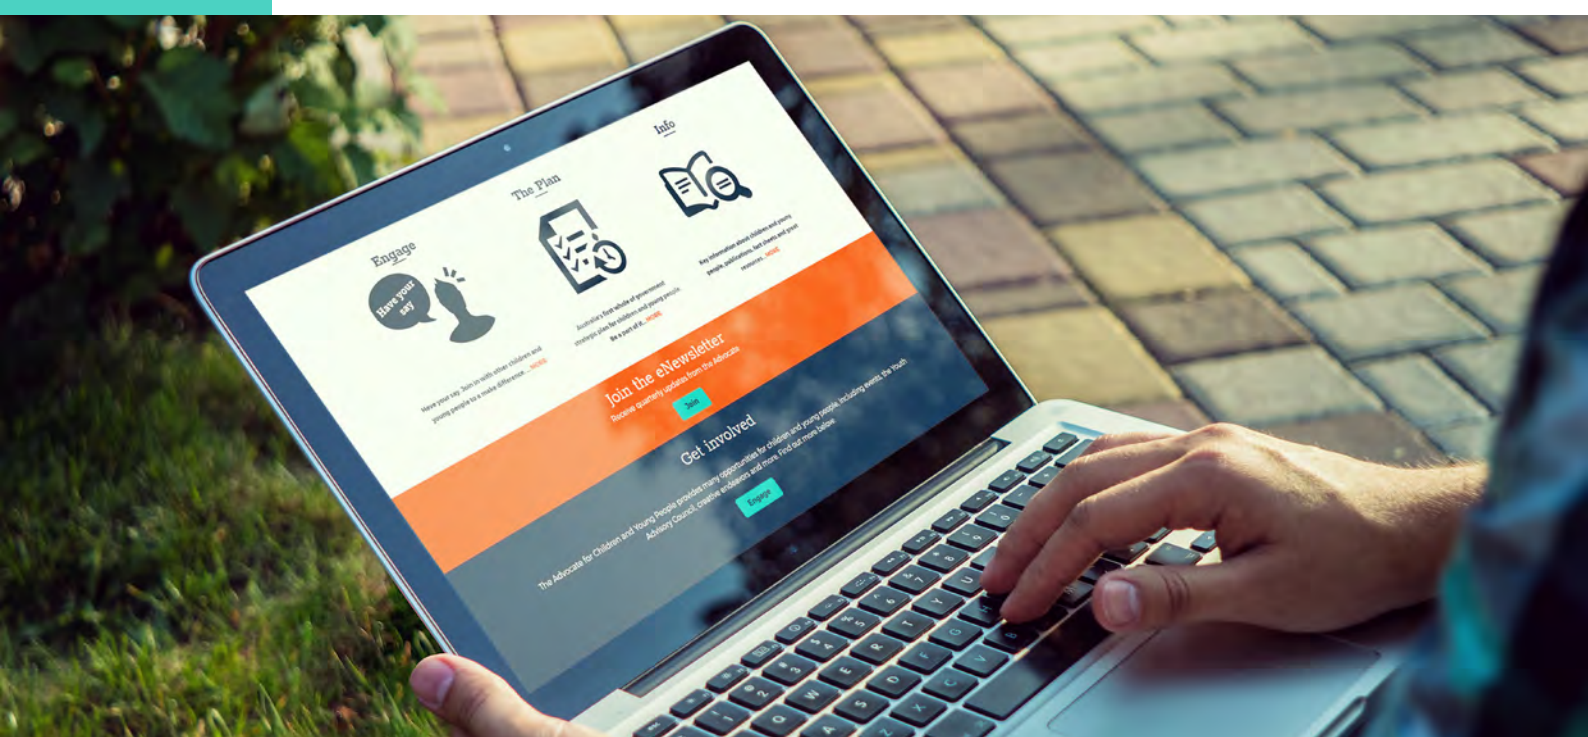 Engage
Have your
say
Have your say. Join in with other children and
young people to a make difference ... MORE
The Plan
Australia's first whole of government
strategic plan for children and young people.
Be a part of it... MORE
Info
Key information about children and young
people, publications, fact sheets and great
resources... MORE
Join the eNewsletter
Receive quarterly updates from the Advocate
Join
Get involved
The Advocate for Children and Young People provides many opportunities for children and young people, including events, the Youth
Advisory Council, creative endeavors and more. Find out more below.
Engage